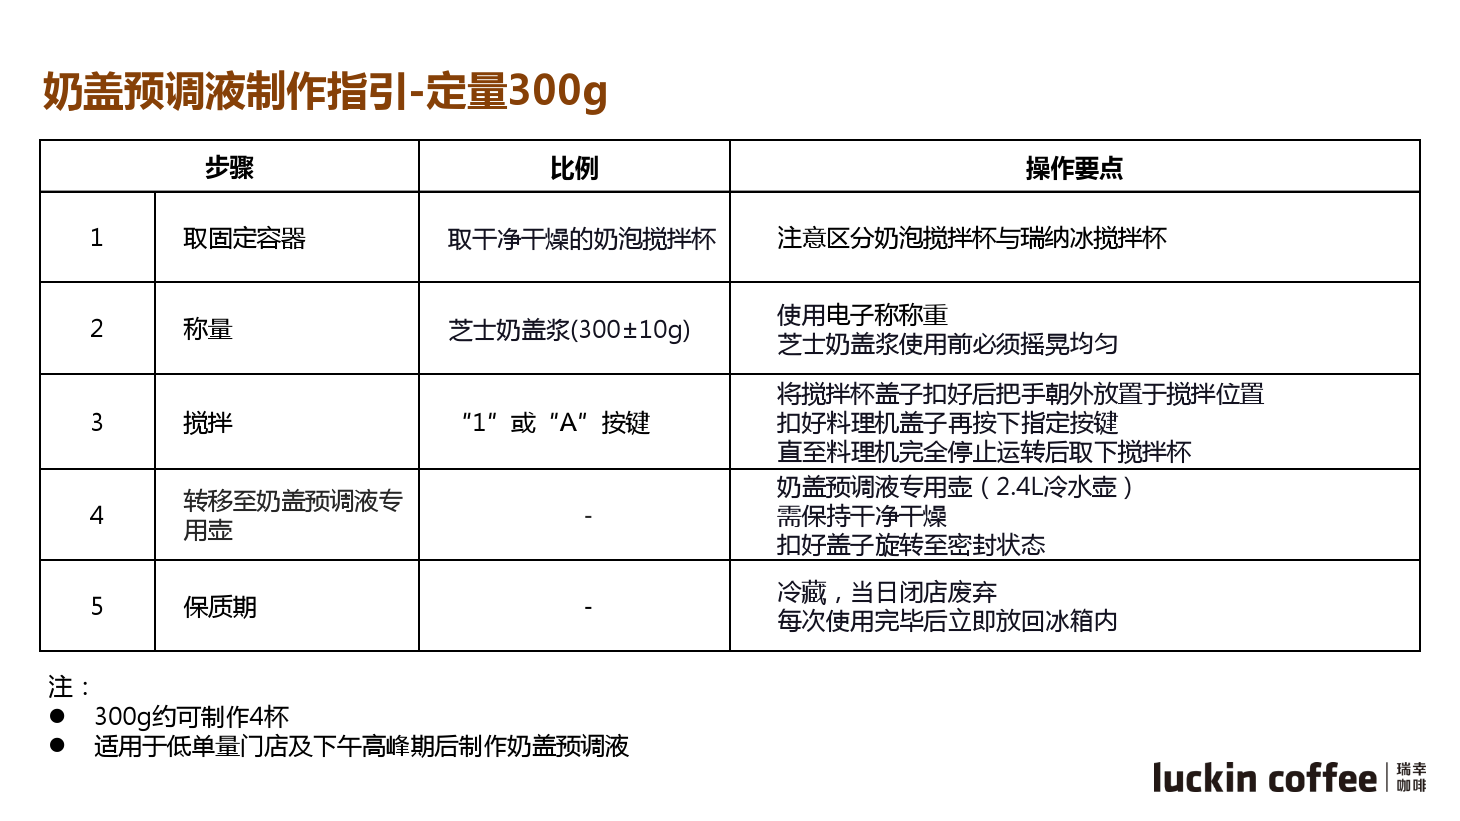 奶盖预调液制作指引-定量300g
步骤
比例
操作要点
1
取固定容器
取干净干燥的奶泡搅拌杯
注意区分奶泡搅拌杯与瑞纳冰搅拌杯
2
称量
芝士奶盖浆(300±10g)
使用电子称称重
芝士奶盖浆使用前必须摇晃均匀
3
搅拌
“1”或“A”按键
将搅拌杯盖子扣好后把手朝外放置于搅拌位置
扣好料理机盖子再按下指定按键
直至料理机完全停止运转后取下搅拌杯
4
转移至奶盖预调液专
用壶
-
奶盖预调液专用壶（2.4L冷水壶）
需保持干净干燥
扣好盖子旋转至密封状态
5
保质期
-
冷藏，当日闭店废弃
每次使用完毕后立即放回冰箱内
注：
● 300g约可制作4杯
● 适用于低单量门店及下午高峰期后制作奶盖预调液
luckin coffee
瑞幸
咖啡